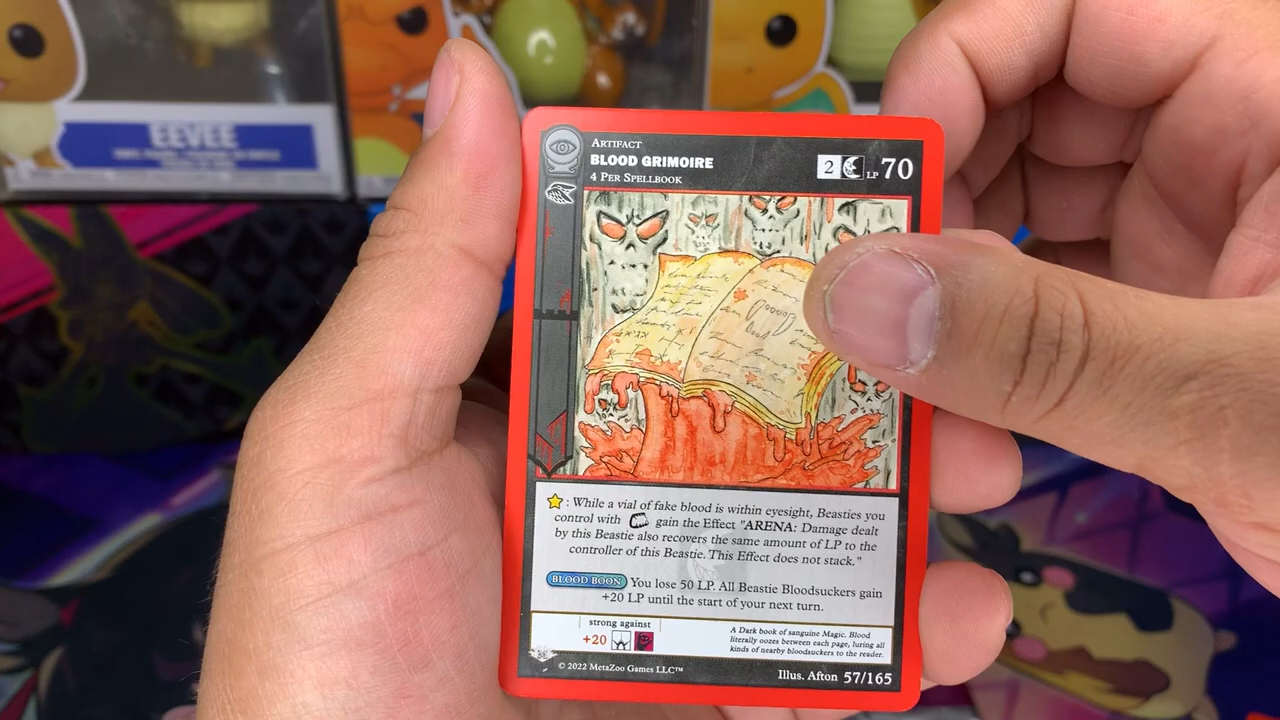 EEVEE
ARTIFACT
BLOOD GRIMOIRE
4 PER SPELLBOOK
2 LP 70
: While a vial of fake blood is within eyesight, Beasties you
control with gain the Effect "ARENA: Damage dealt
by this Beastie also recovers the same amount of LP to the
controller of this Beastie. This Effect does not stack."
BLOOD BOON You lose 50 LP. All Beastie Bloodsuckers gain
+20 LP until the start of your next turn.
strong against
+20
A Dark book of sanguine Magic. Blood
literally oozes between each page, luring all
kinds of nearby bloodsuckers to the reader.
© 2022 MetaZoo Games LLC™
Illus. Afton 57/165